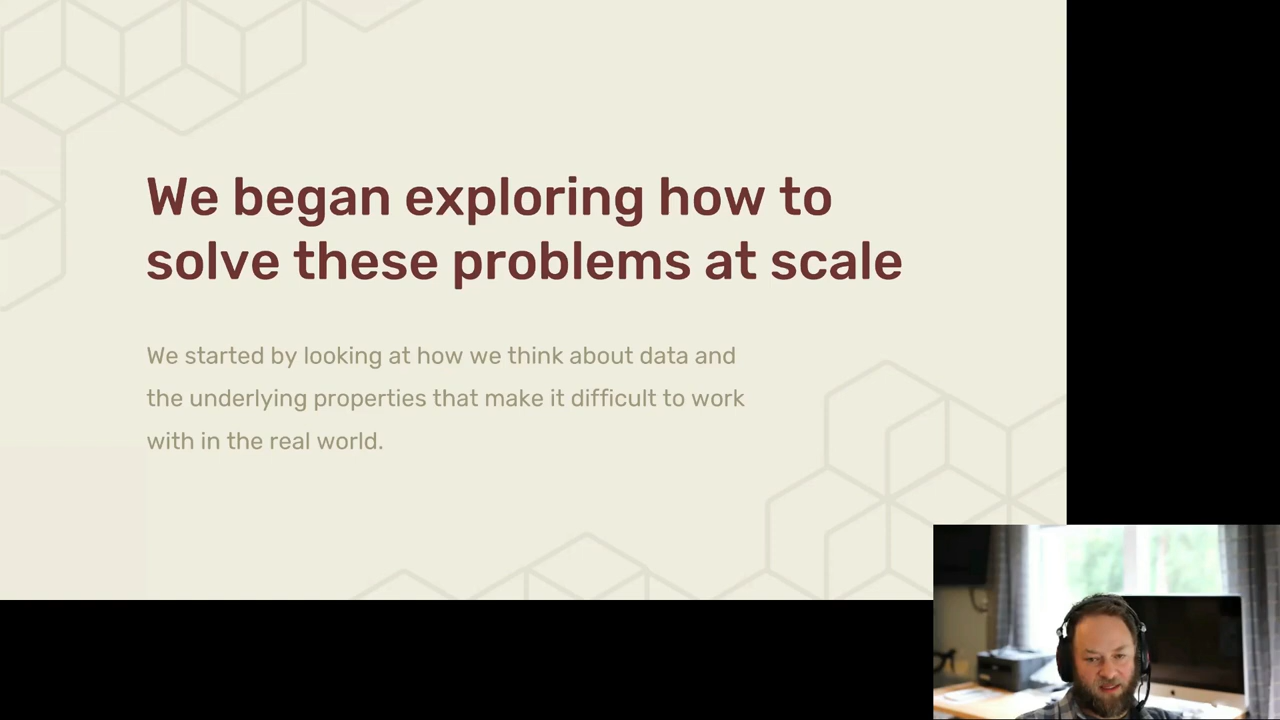 We began exploring how to
solve these problems at scale
We started by looking at how we think about data and
the underlying properties that make it difficult to work
with in the real world.